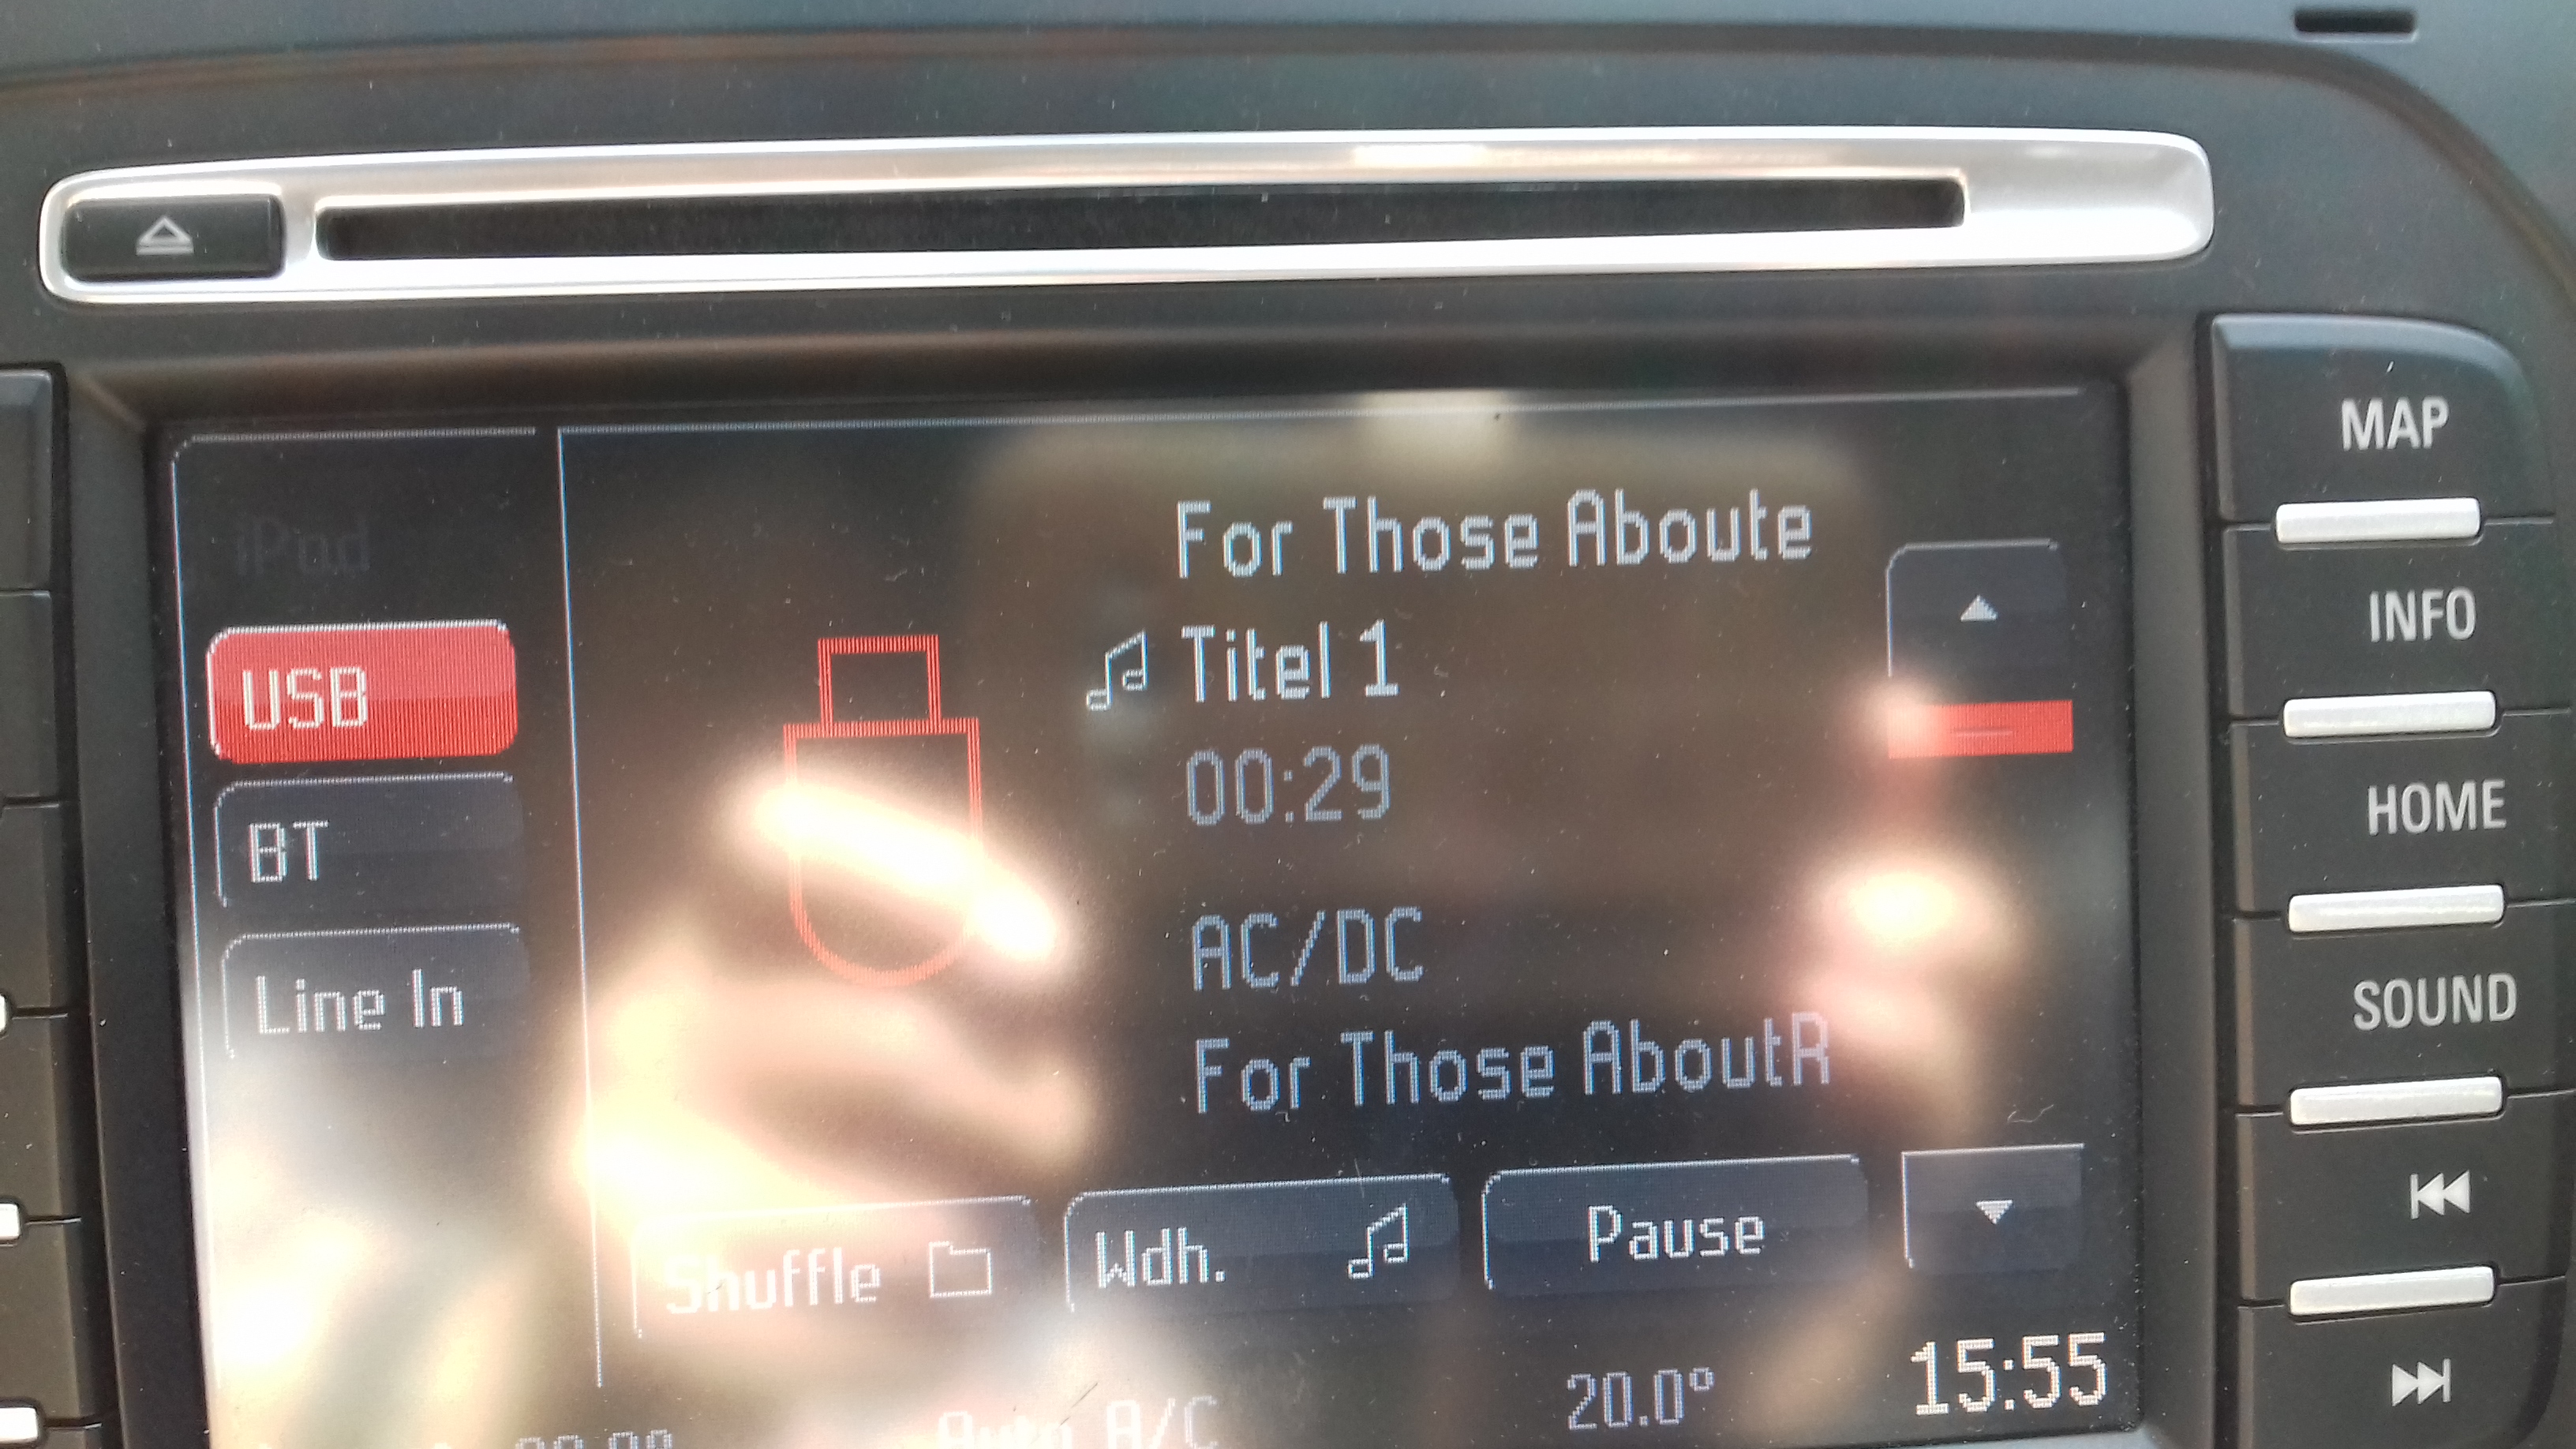 iPod
USB
BT
Line In
For Those Aboute
Titel 1
00:29
AC/DC
For Those AboutR
Shuffle
Wdh.
Pause
Auto A/C
20.0°
15:55
MAP
INFO
HOME
SOUND